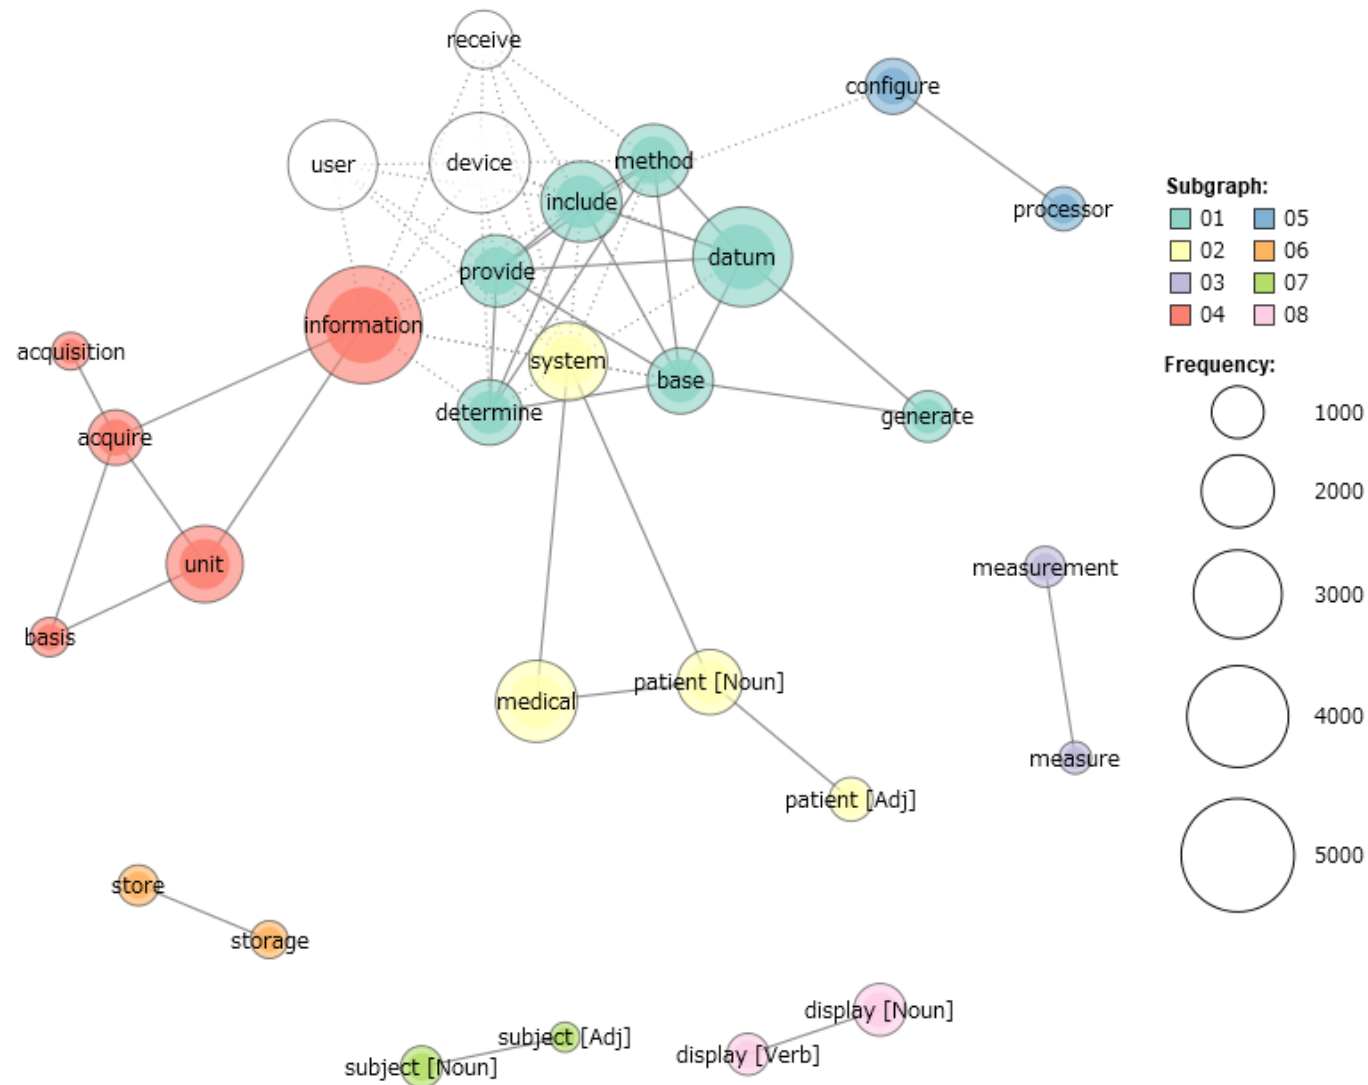 receive
configure
user
device
method
include
processor
provide
datum
information
acquisition
system
base
determine
generate
acquire
unit
measurement
basis
patient [Noun]
medical
measure
patient [Adj]
store
storage
display [Noun]
subject [Adj]
display [Verb]
subject [Noun]
Subgraph:
01 05
02 06
03 07
04 08
Frequency:
1000
2000
3000
4000
5000